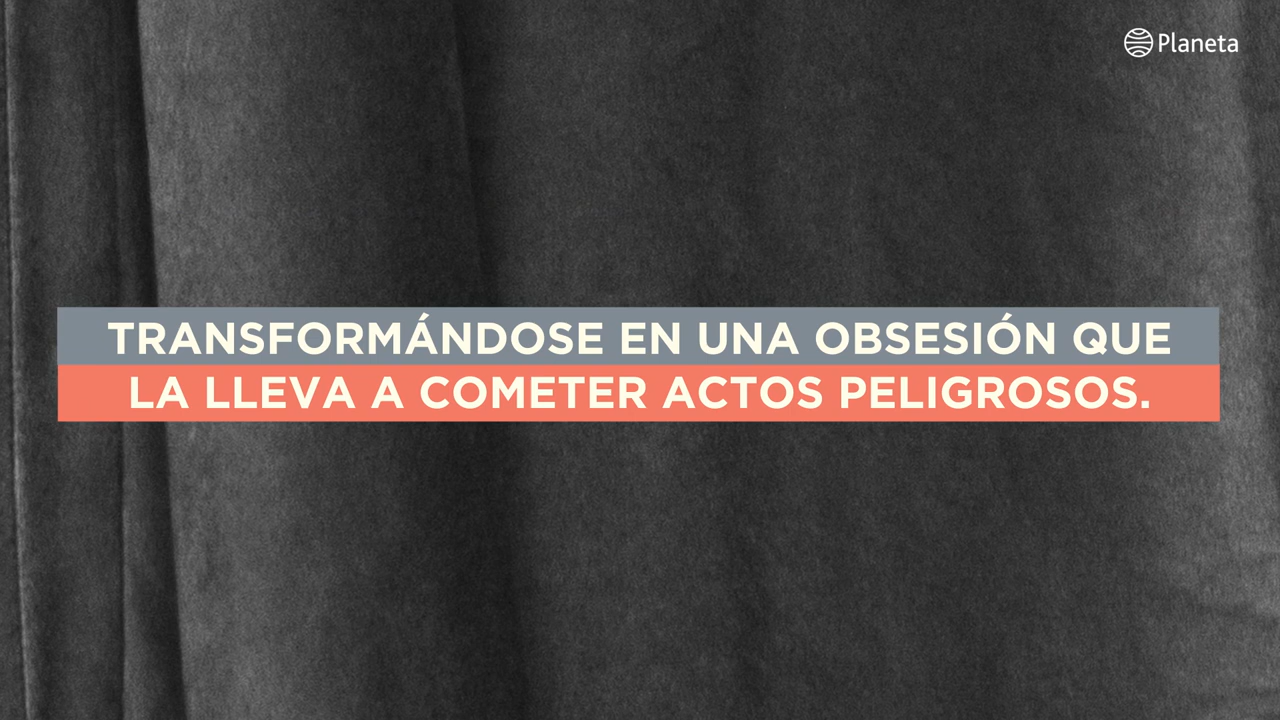 Planeta
TRANSFORMÁNDOSE EN UNA OBSESIÓN QUE
LA LLEVA A COMETER ACTOS PELIGROSOS.